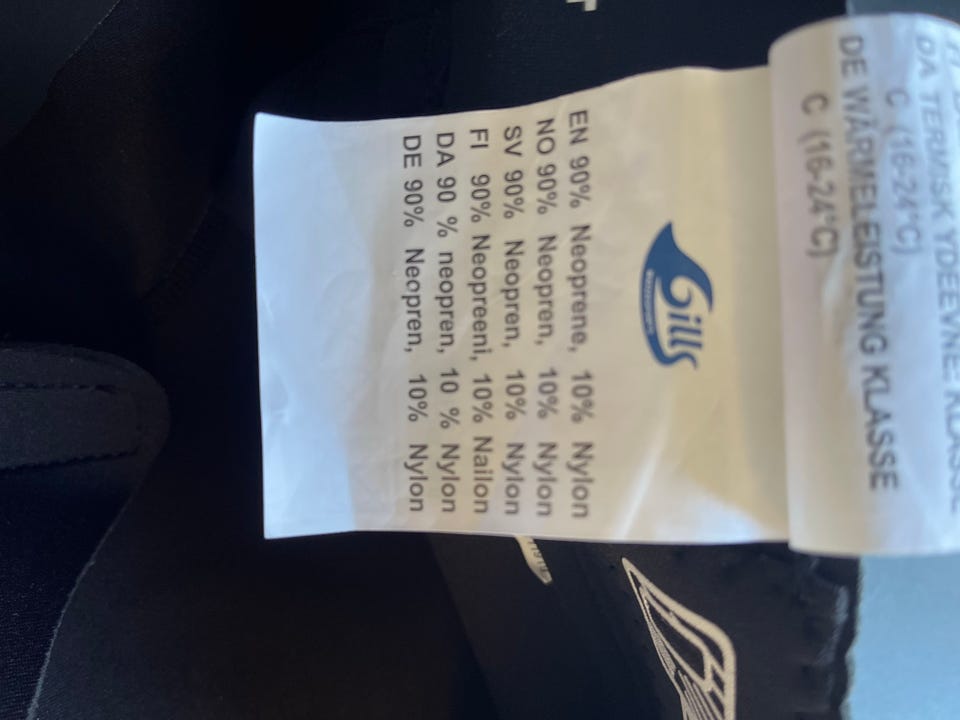 DA TERMISK YDEEVNE KLASSE
C (16-24°C)
DE WÄRMELEISTUNG KLASSE
C (16-24°C)
Gills
EN 90% Neoprene, 10% Nylon
NO 90% Neopren, 10% Nylon
SV 90% Neopren, 10% Nylon
FI 90% Neopreeni, 10% Nailon
DA 90 % neopren, 10 % Nylon
DE 90% Neopren, 10% Nylon